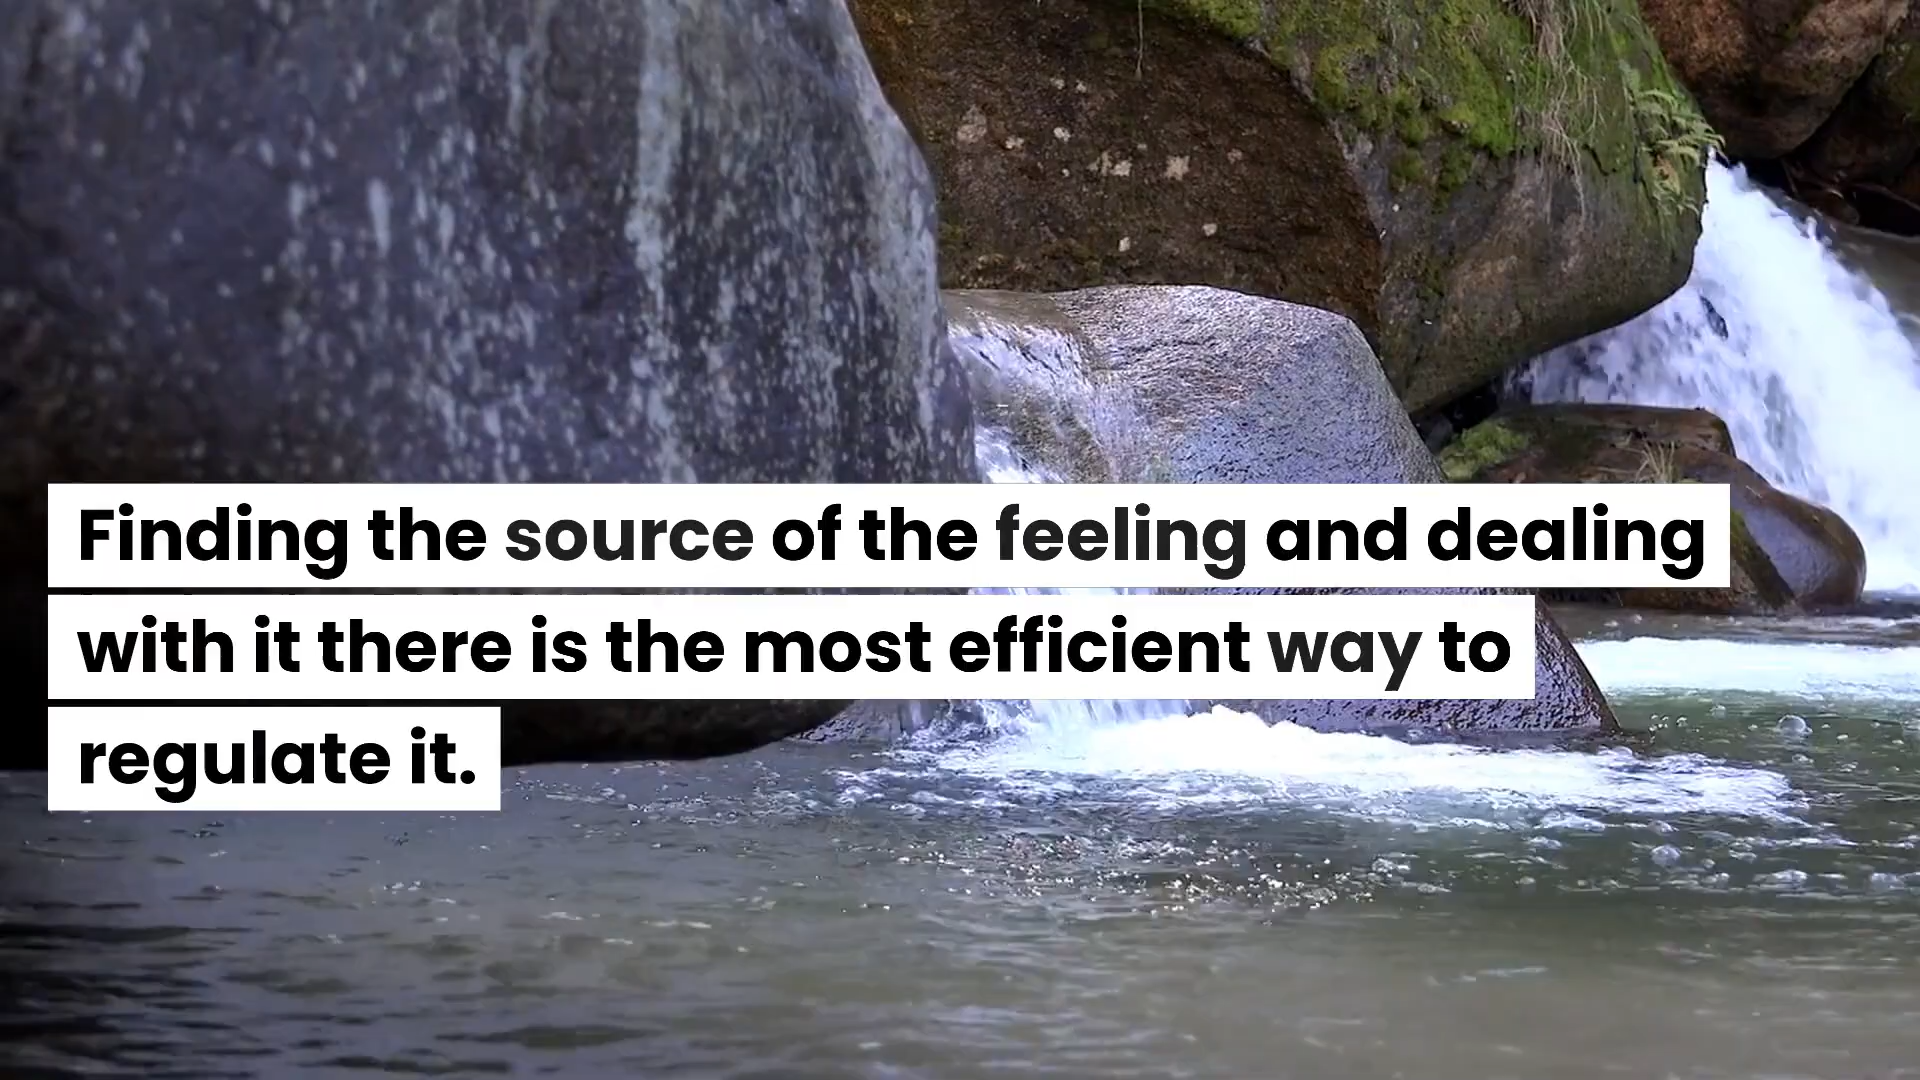 Finding the source of the feeling and dealing
with it there is the most efficient way to
regulate it.